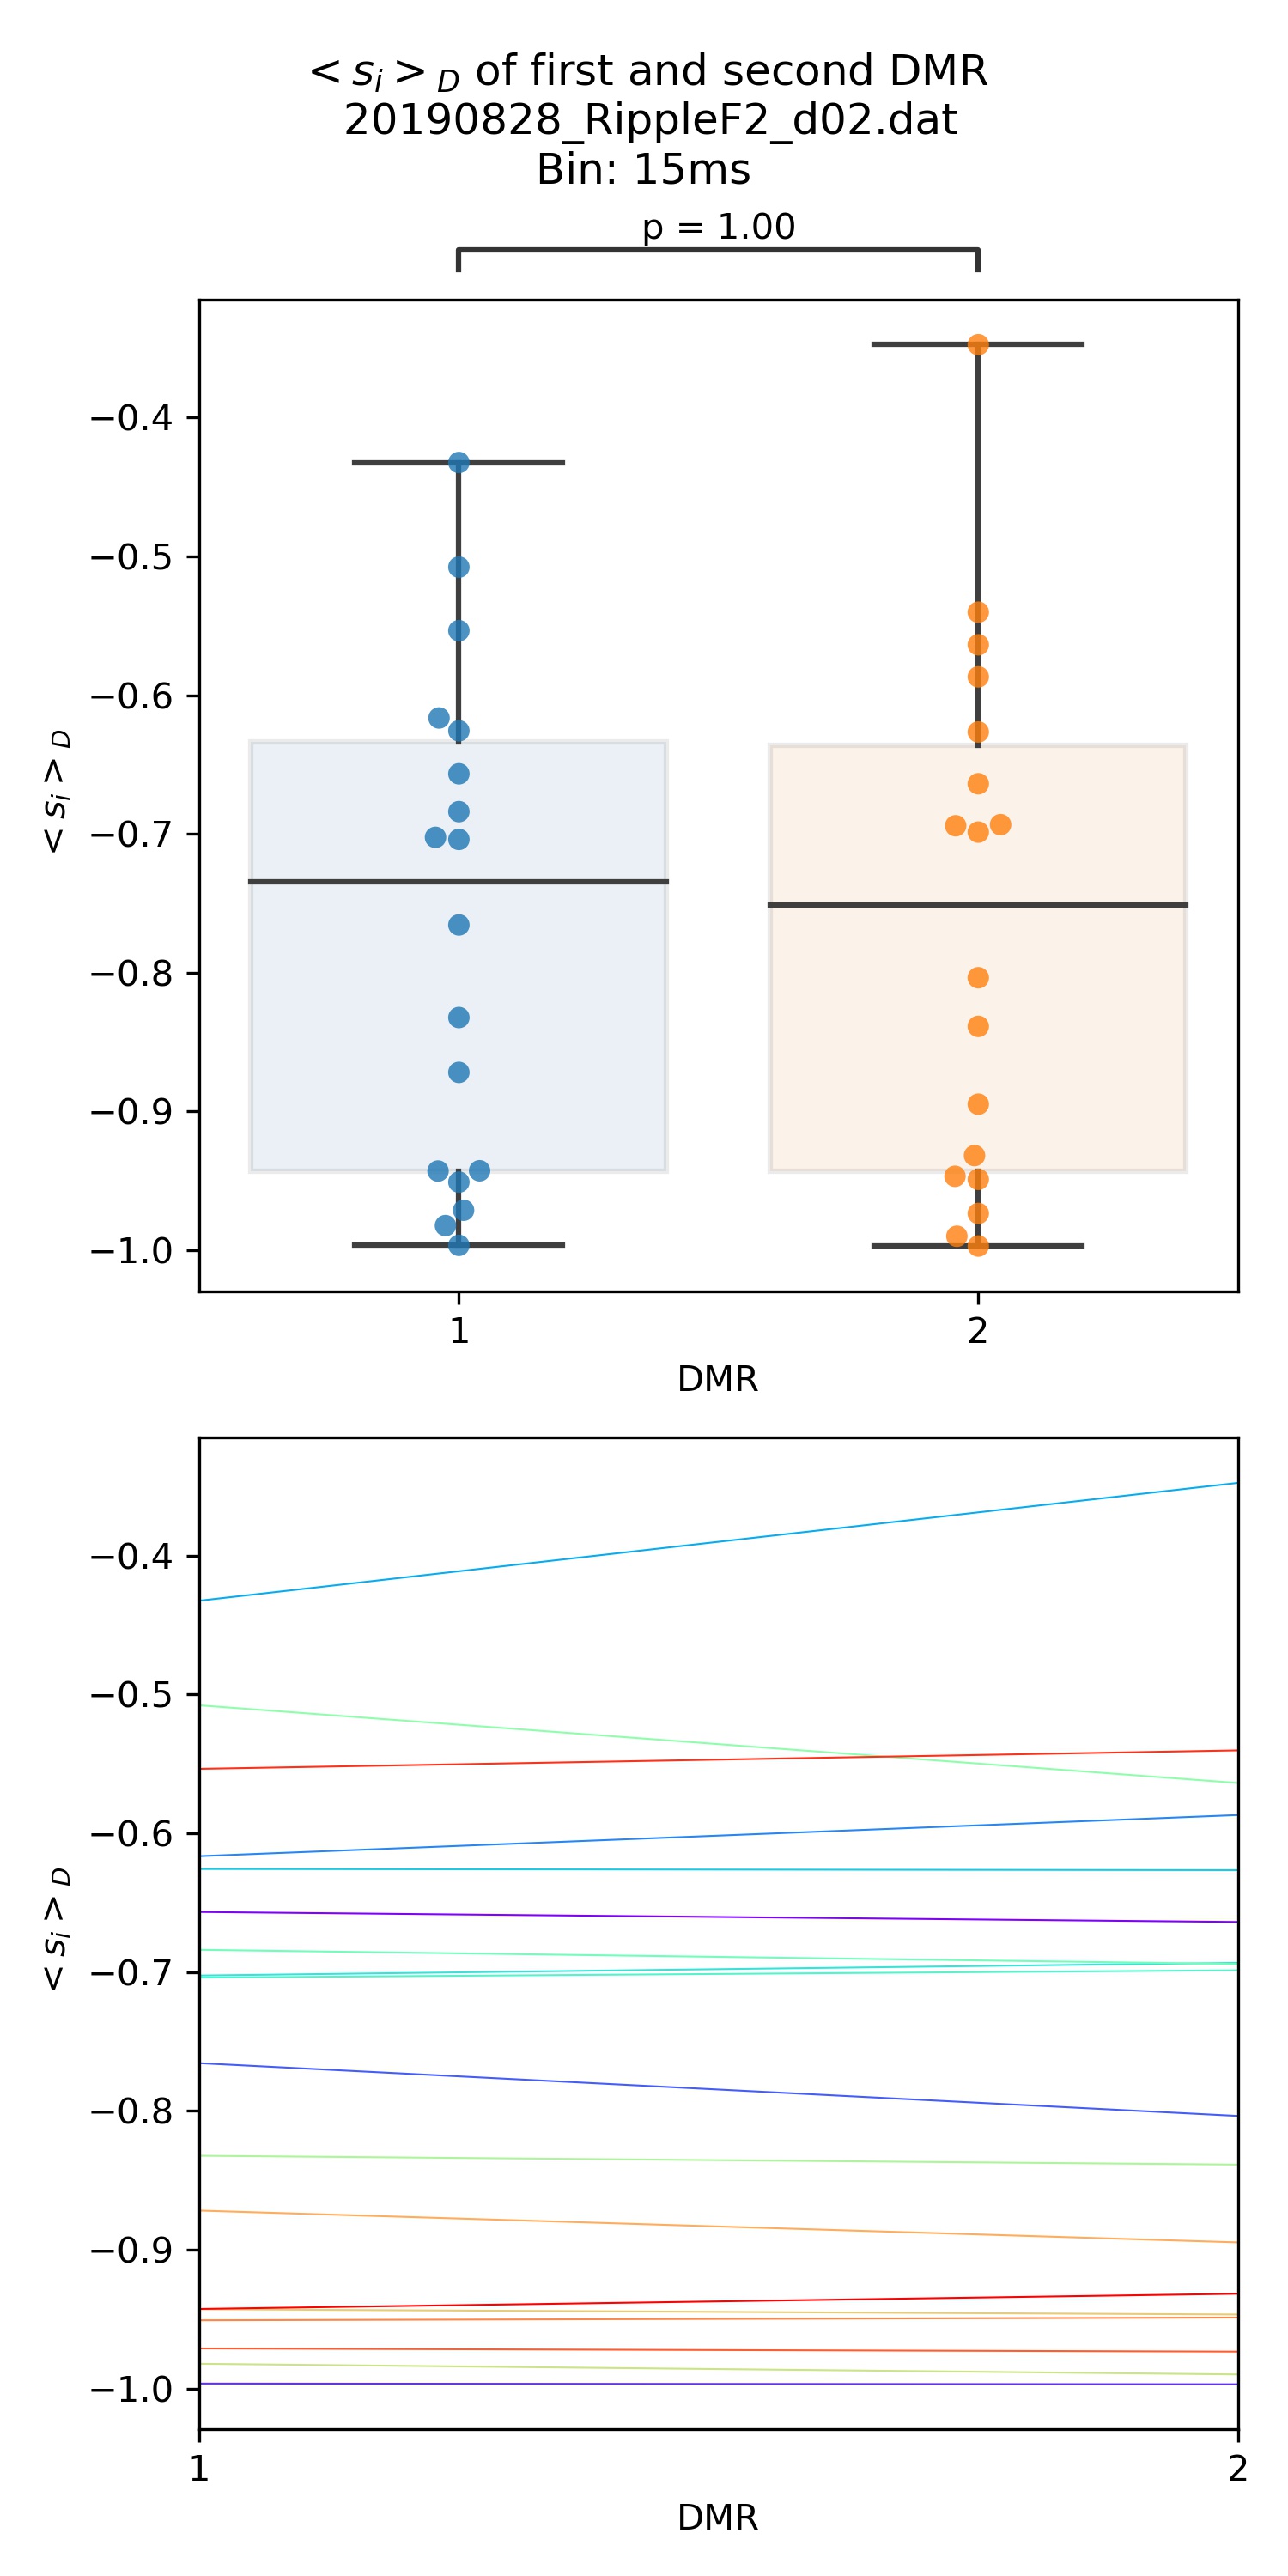 < s_i >_D of first and second DMR
20190828_RippleF2_d02.dat
Bin: 15ms
p = 1.00
−0.4
−0.5
−0.6
−0.7
−0.8
−0.9
−1.0
< s_i >_D
1
2
DMR
−0.4
−0.5
−0.6
−0.7
−0.8
−0.9
−1.0
< s_i >_D
1
2
DMR